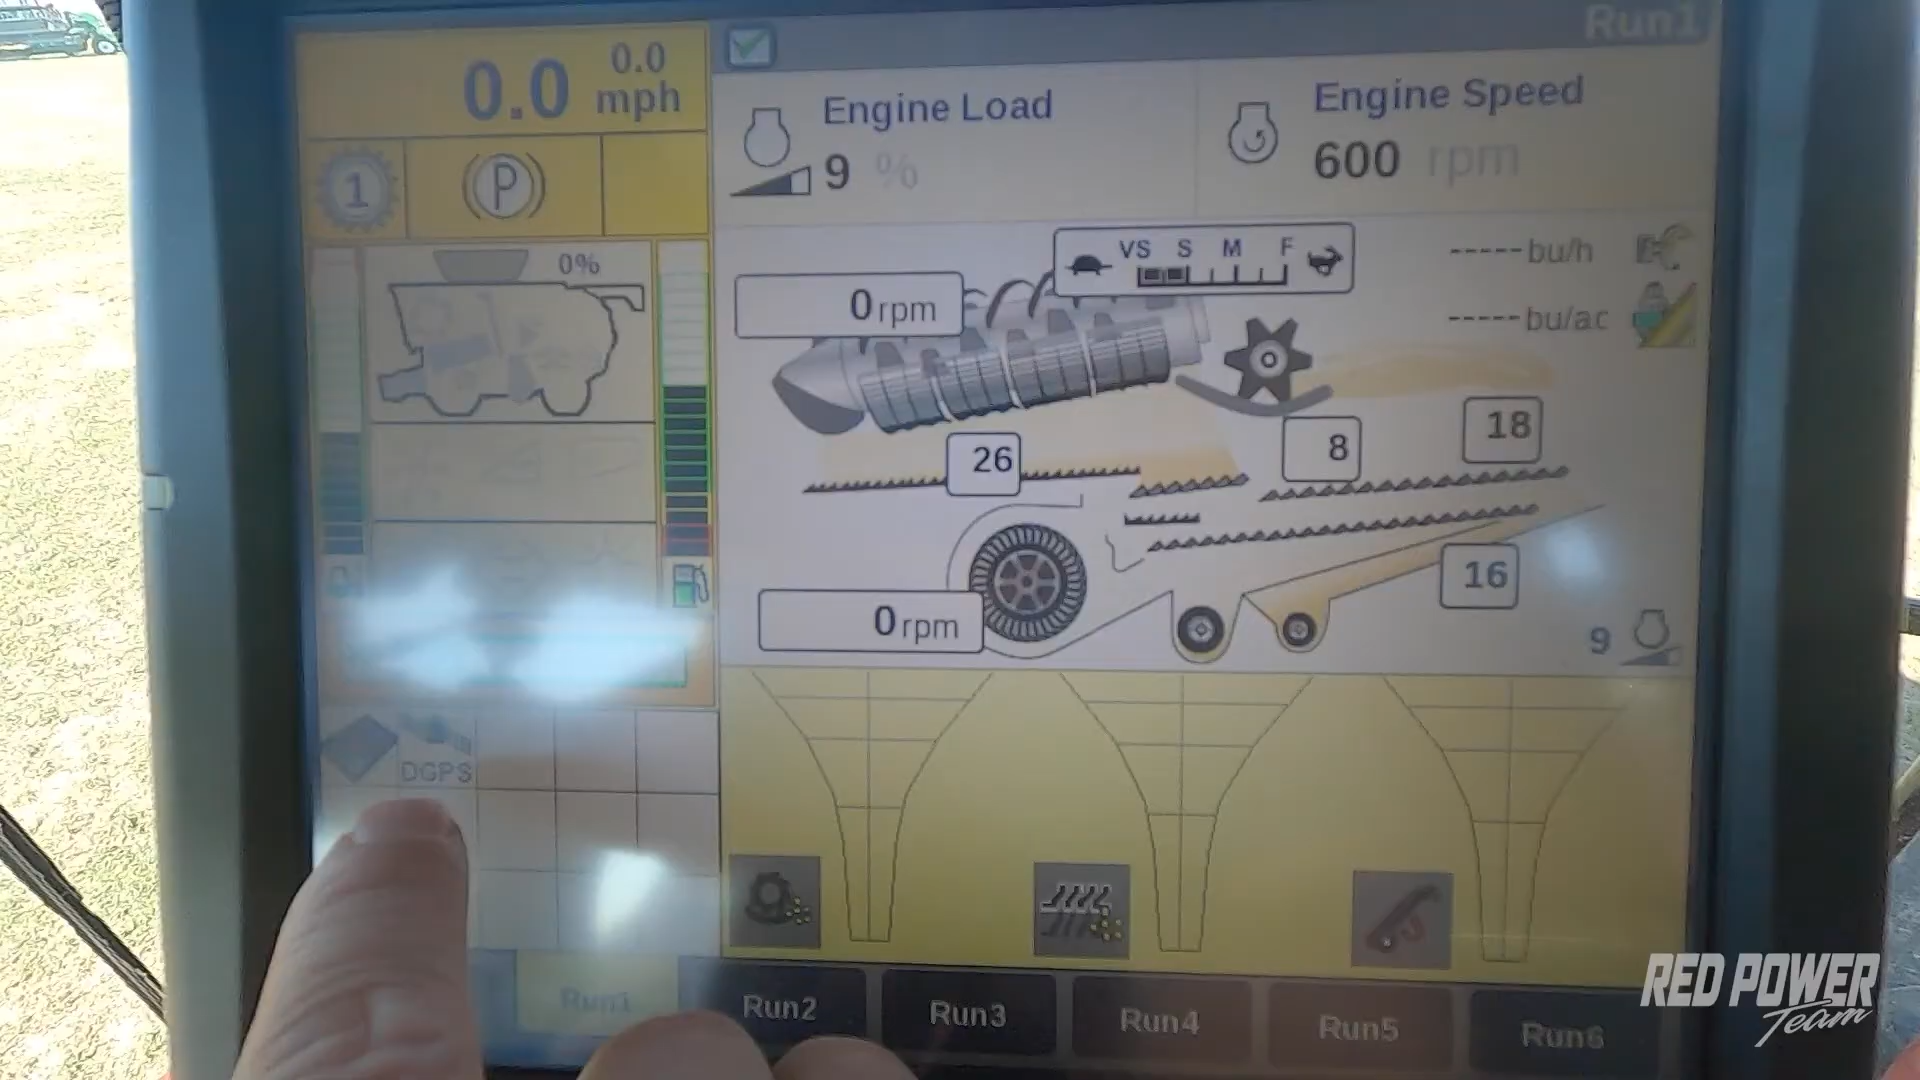 Run1
0.0
0.0
mph
Engine Load
9 %
Engine Speed
600 rpm
1
P
0%
VS S M F
0 rpm
-----bu/h
-----bu/ac
26
8
18
16
0 rpm
9
DGPS
Run1
Run2
Run3
Run4
Run5
Run6
RED POWER
Team